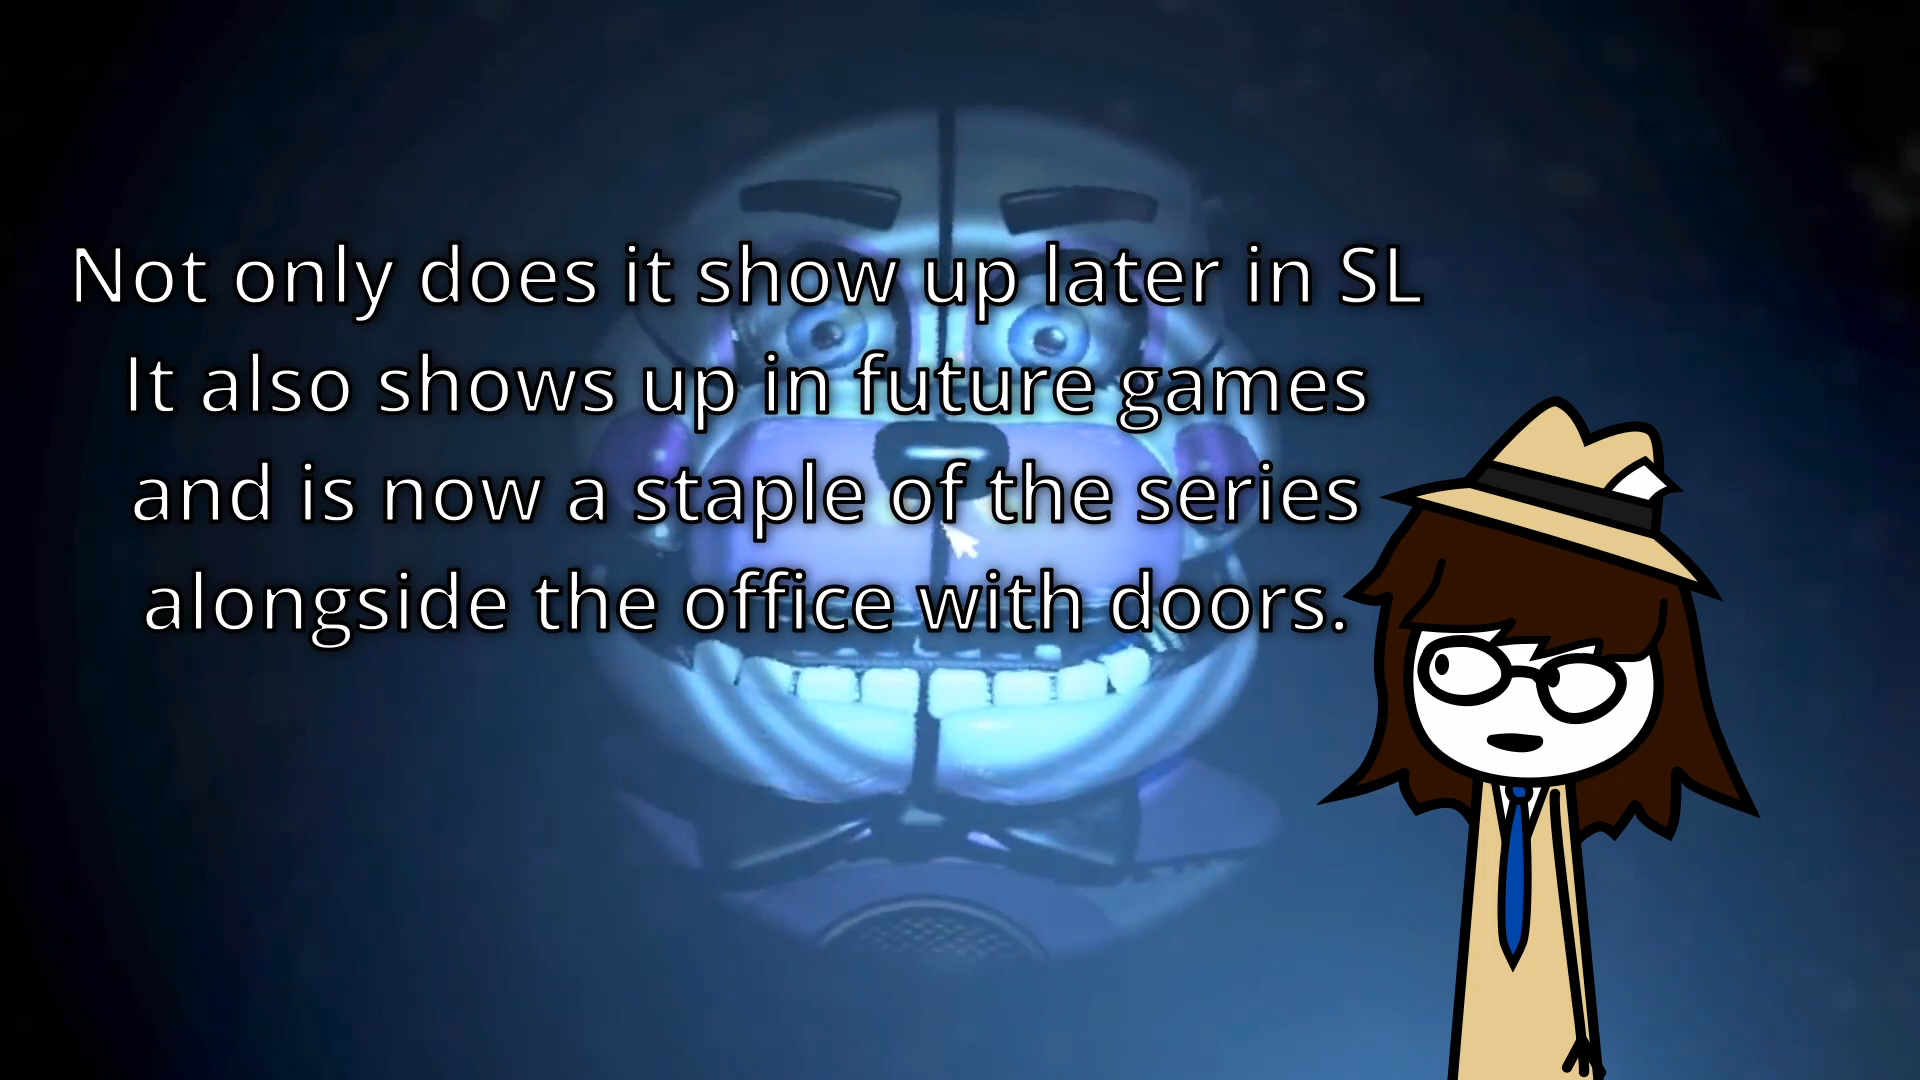 Not only does it show up later in SL
It also shows up in future games
and is now a staple of the series
alongside the office with doors.